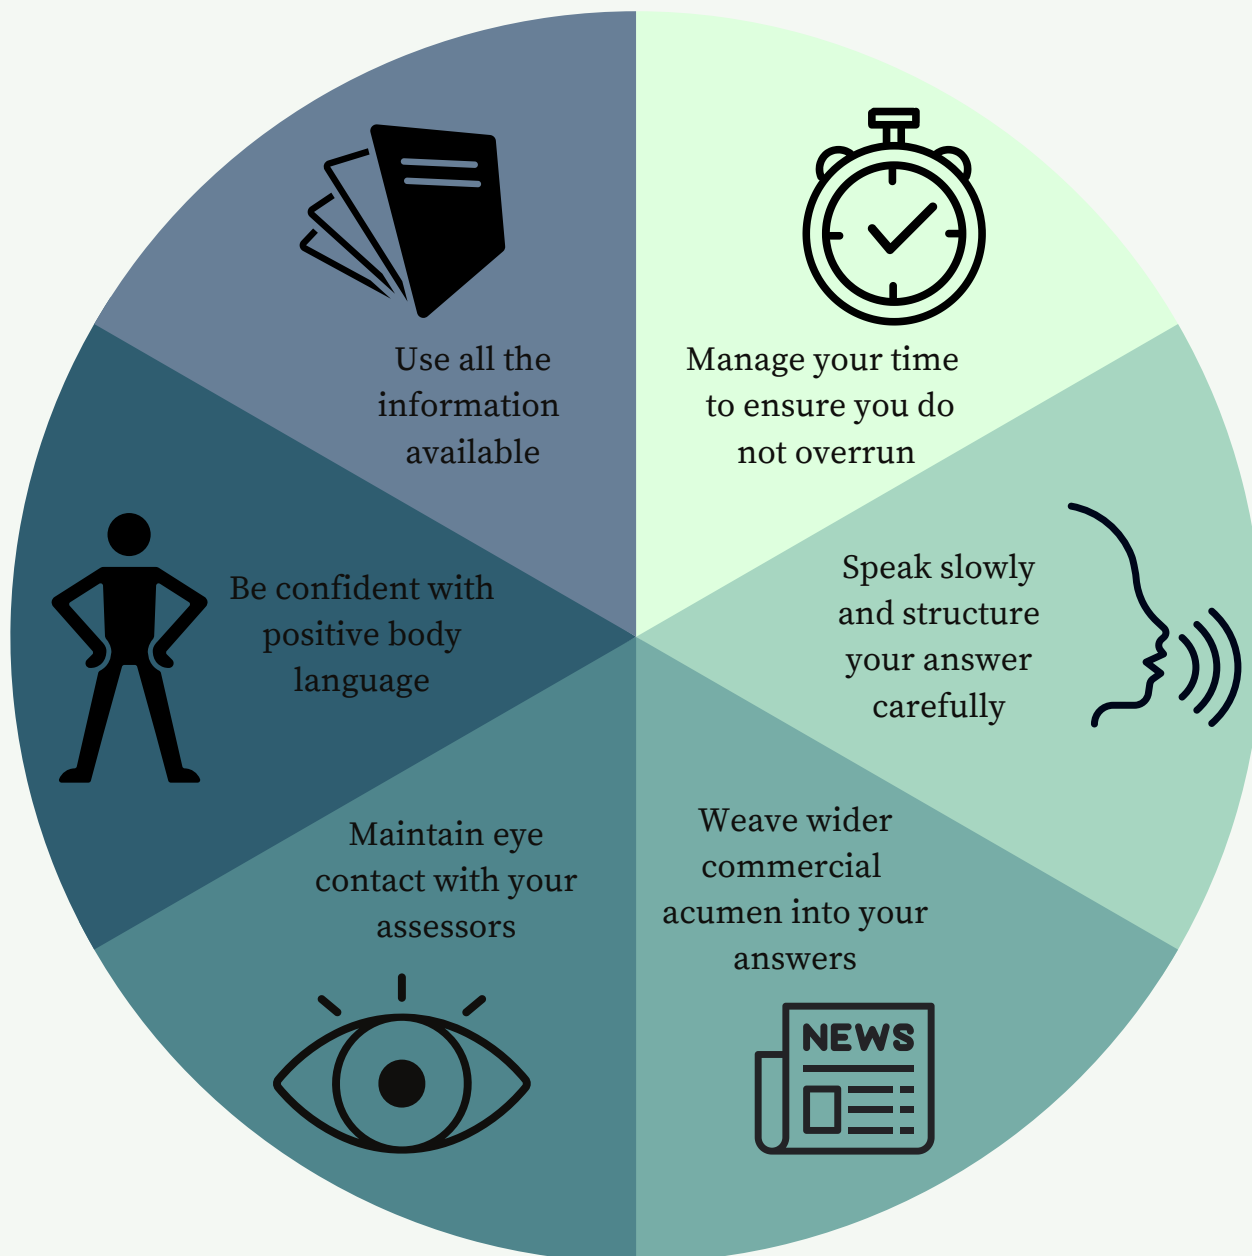 Use all the
information
available
Manage your time
to ensure you do
not overrun
Speak slowly
and structure
your answer
carefully
Weave wider
commercial
acumen into your
answers
NEWS
Maintain eye
contact with your
assessors
Be confident with
positive body
language